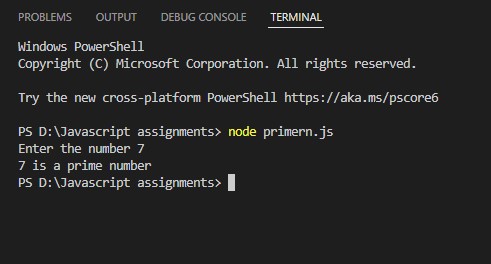 PROBLEMS OUTPUT DEBUG CONSOLE TERMINAL
Windows PowerShell
Copyright (C) Microsoft Corporation. All rights reserved.
Try the new cross-platform PowerShell https://aka.ms/pscore6
PS D:\Javascript assignments> node primern.js
Enter the number 7
7 is a prime number
PS D:\Javascript assignments>